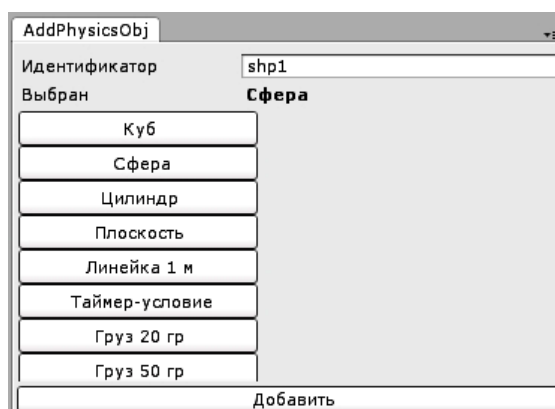 AddPhysicsObj
Идентификатор shp1
Выбран Сфера
Куб
Сфера
Цилиндр
Плоскость
Линейка 1 м
Таймер-условие
Груз 20 гр
Груз 50 гр
Добавить